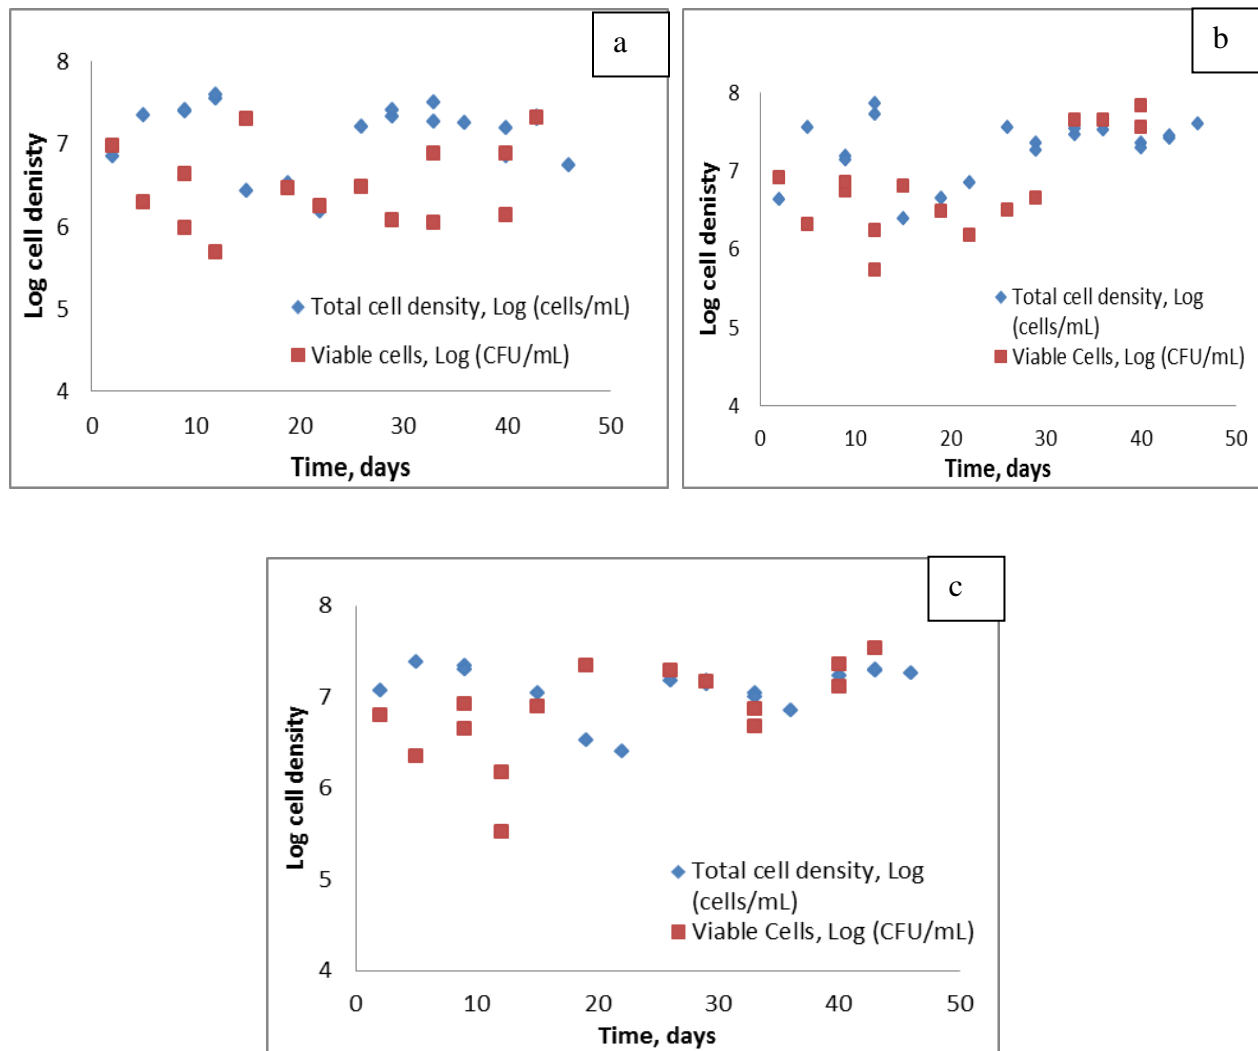 a
8
7
6
5
4
Log cell denisty
Total cell density, Log (cells/mL)
Viable cells, Log (CFU/mL)
0 10 20 30 40 50
Time, days
b
8
7
6
5
4
Log cell denisty
Total cell density, Log
(cells/mL)
Viable Cells, Log (CFU/mL)
0 10 20 30 40 50
Time, days
c
8
7
6
5
4
Log cell density
Total cell density, Log
(cells/mL)
Viable Cells, Log (CFU/mL)
0 10 20 30 40 50
Time, days